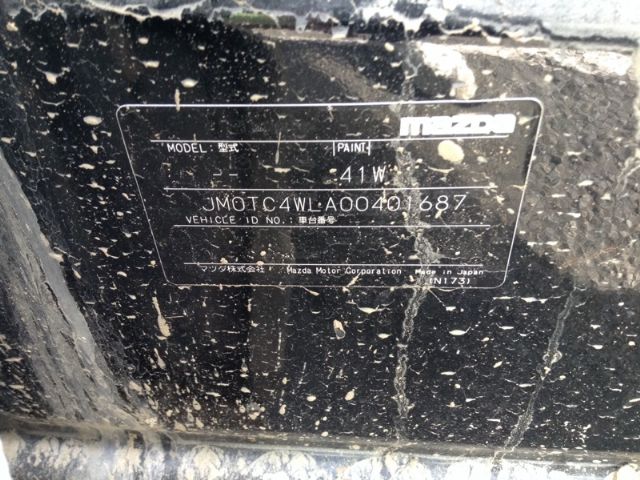 mazda
MODEL: 型式 PAINT
-- 41W
JM0TC4WLA00401687
VEHICLE ID NO.: 車台番号
マツダ株式会社 Mazda Motor Corporation Made in Japan
(N173)